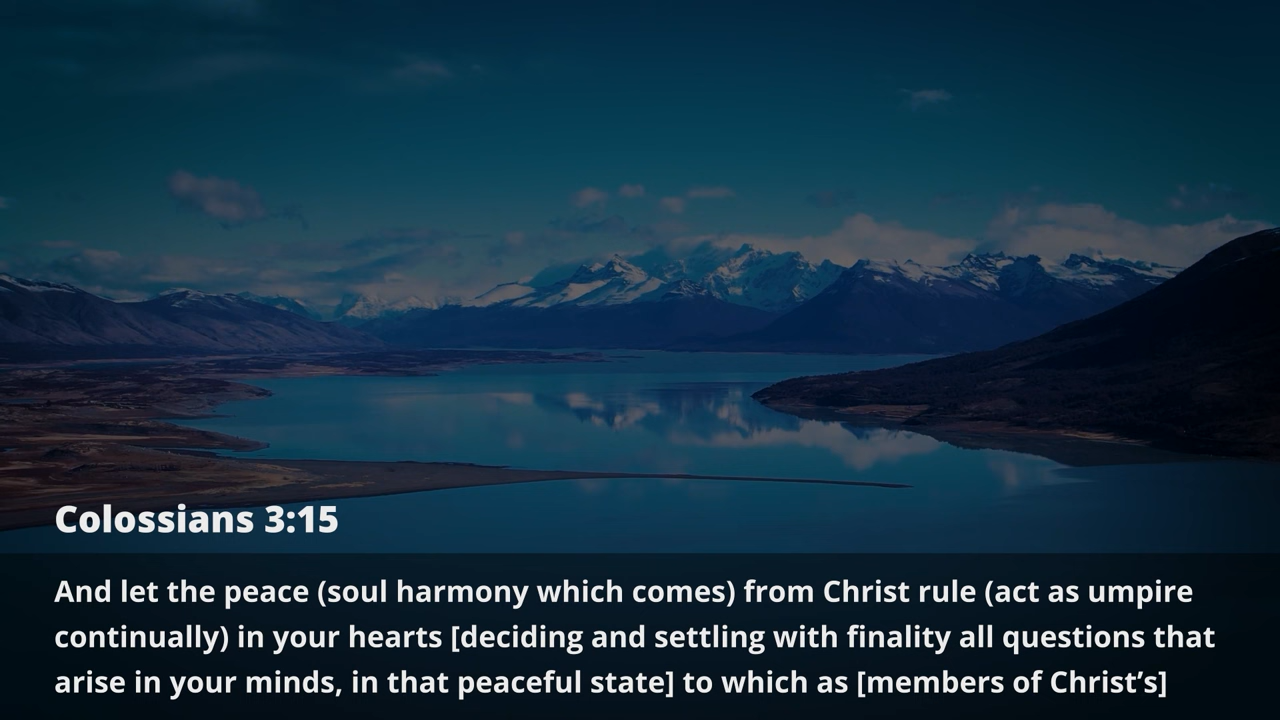 Colossians 3:15
And let the peace (soul harmony which comes) from Christ rule (act as umpire
continually) in your hearts [deciding and settling with finality all questions that
arise in your minds, in that peaceful state] to which as [members of Christ’s]